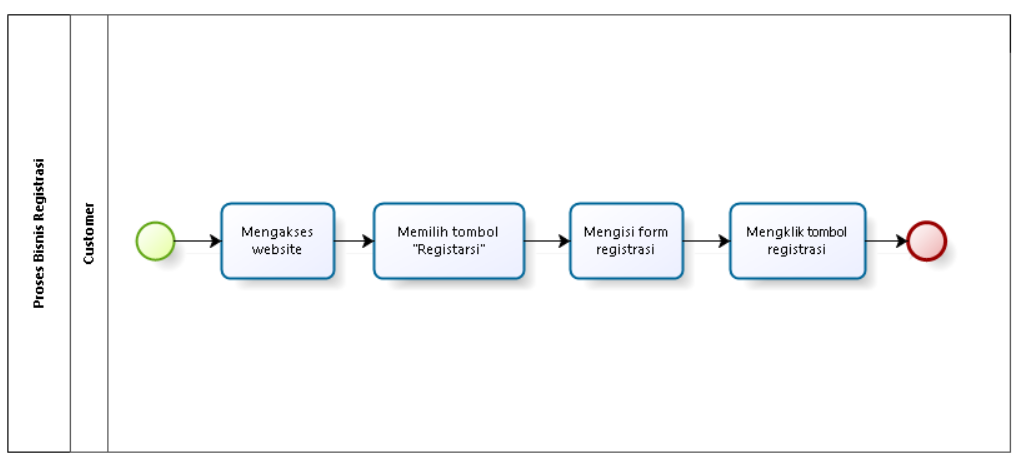 Proses Bisnis Registrasi
Customer
Mengakses
website
Memilih tombol
"Registarsi"
Mengisi form
registrasi
Mengklik tombol
registrasi